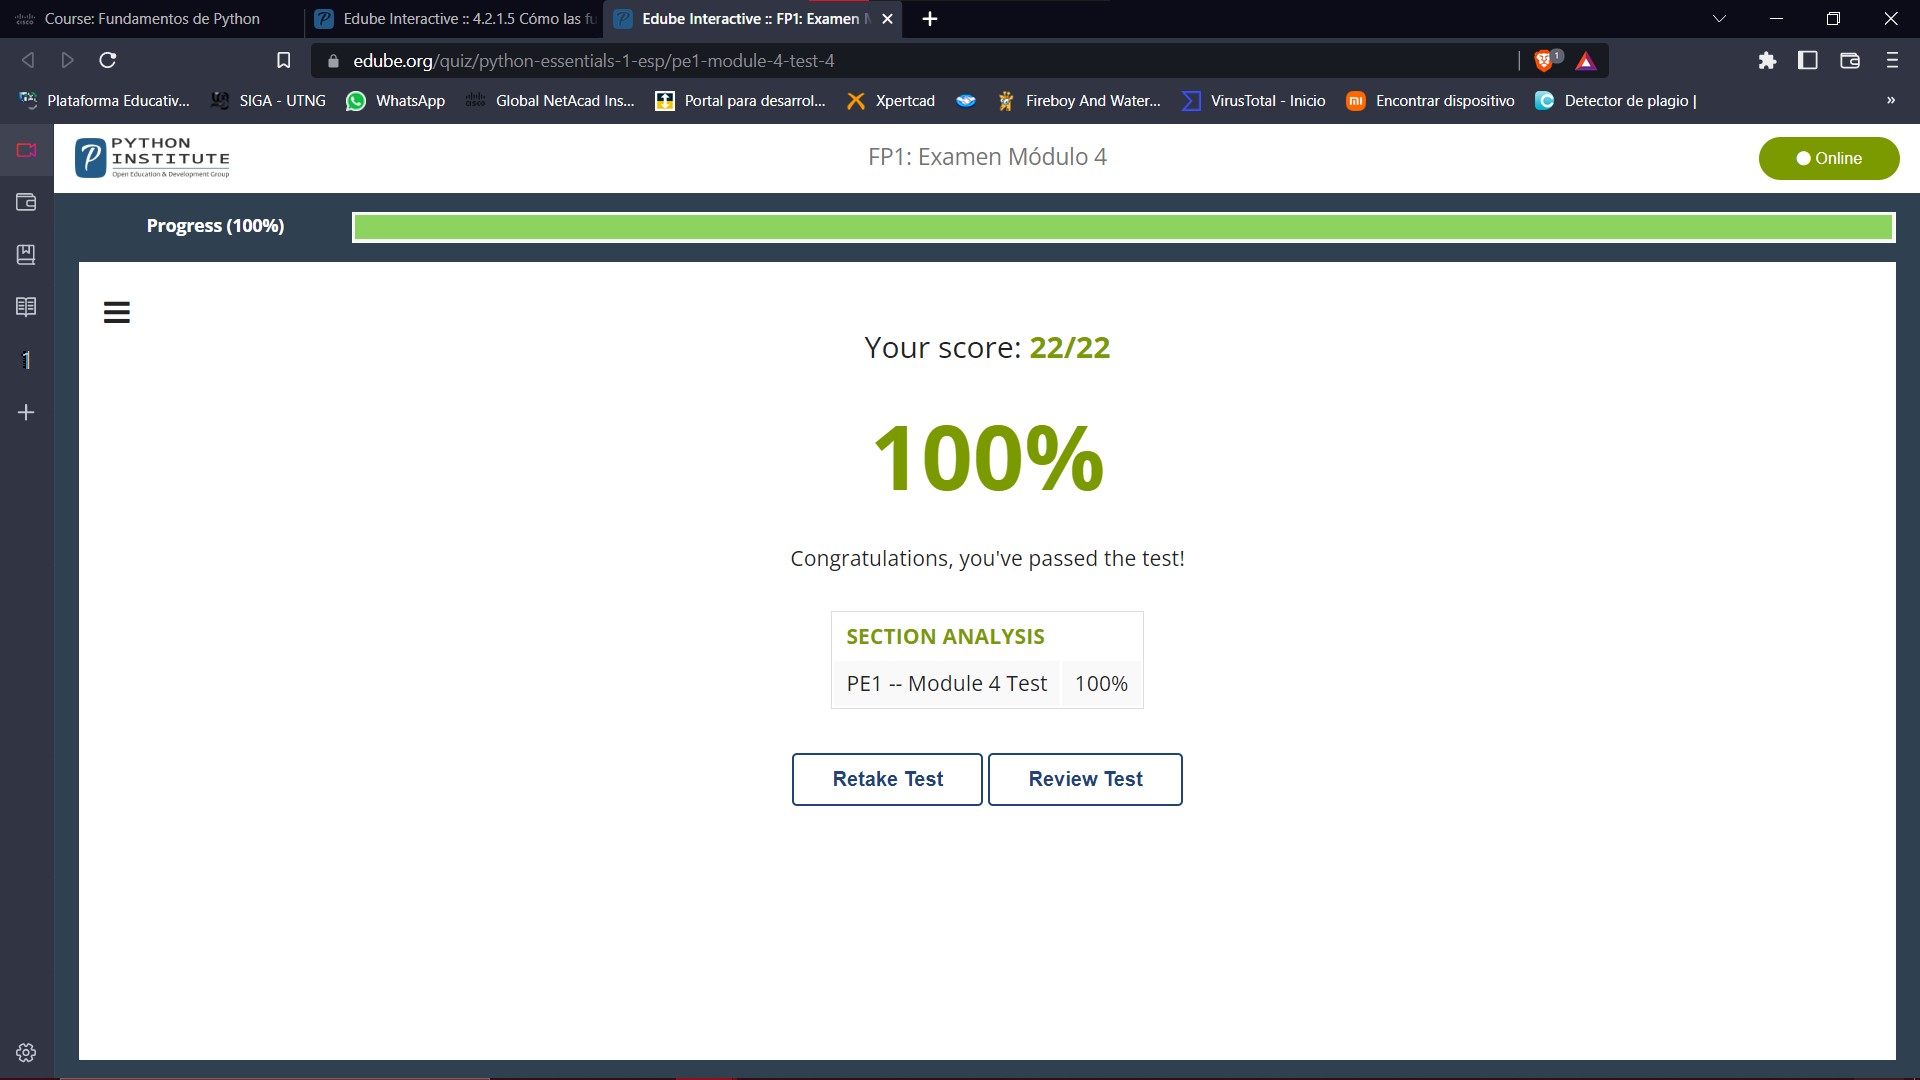 Course: Fundamentos de Python
Edube Interactive :: 4.2.1.5 Cómo las fu
Edube Interactive :: FP1: Examen M
edube.org/quiz/python-essentials-1-esp/pe1-module-4-test-4
1
Plataforma Educativ...
SIGA - UTNG
WhatsApp
Global NetAcad Ins...
Portal para desarrol...
Xpertcad
Fireboy And Water...
VirusTotal - Inicio
Encontrar dispositivo
Detector de plagio |
»
PYTHON
INSTITUTE
Open Education & Development Group
FP1: Examen Módulo 4
Online
Progress (100%)
Your score: 22/22
100%
Congratulations, you've passed the test!
SECTION ANALYSIS
PE1 -- Module 4 Test 100%
Retake Test
Review Test